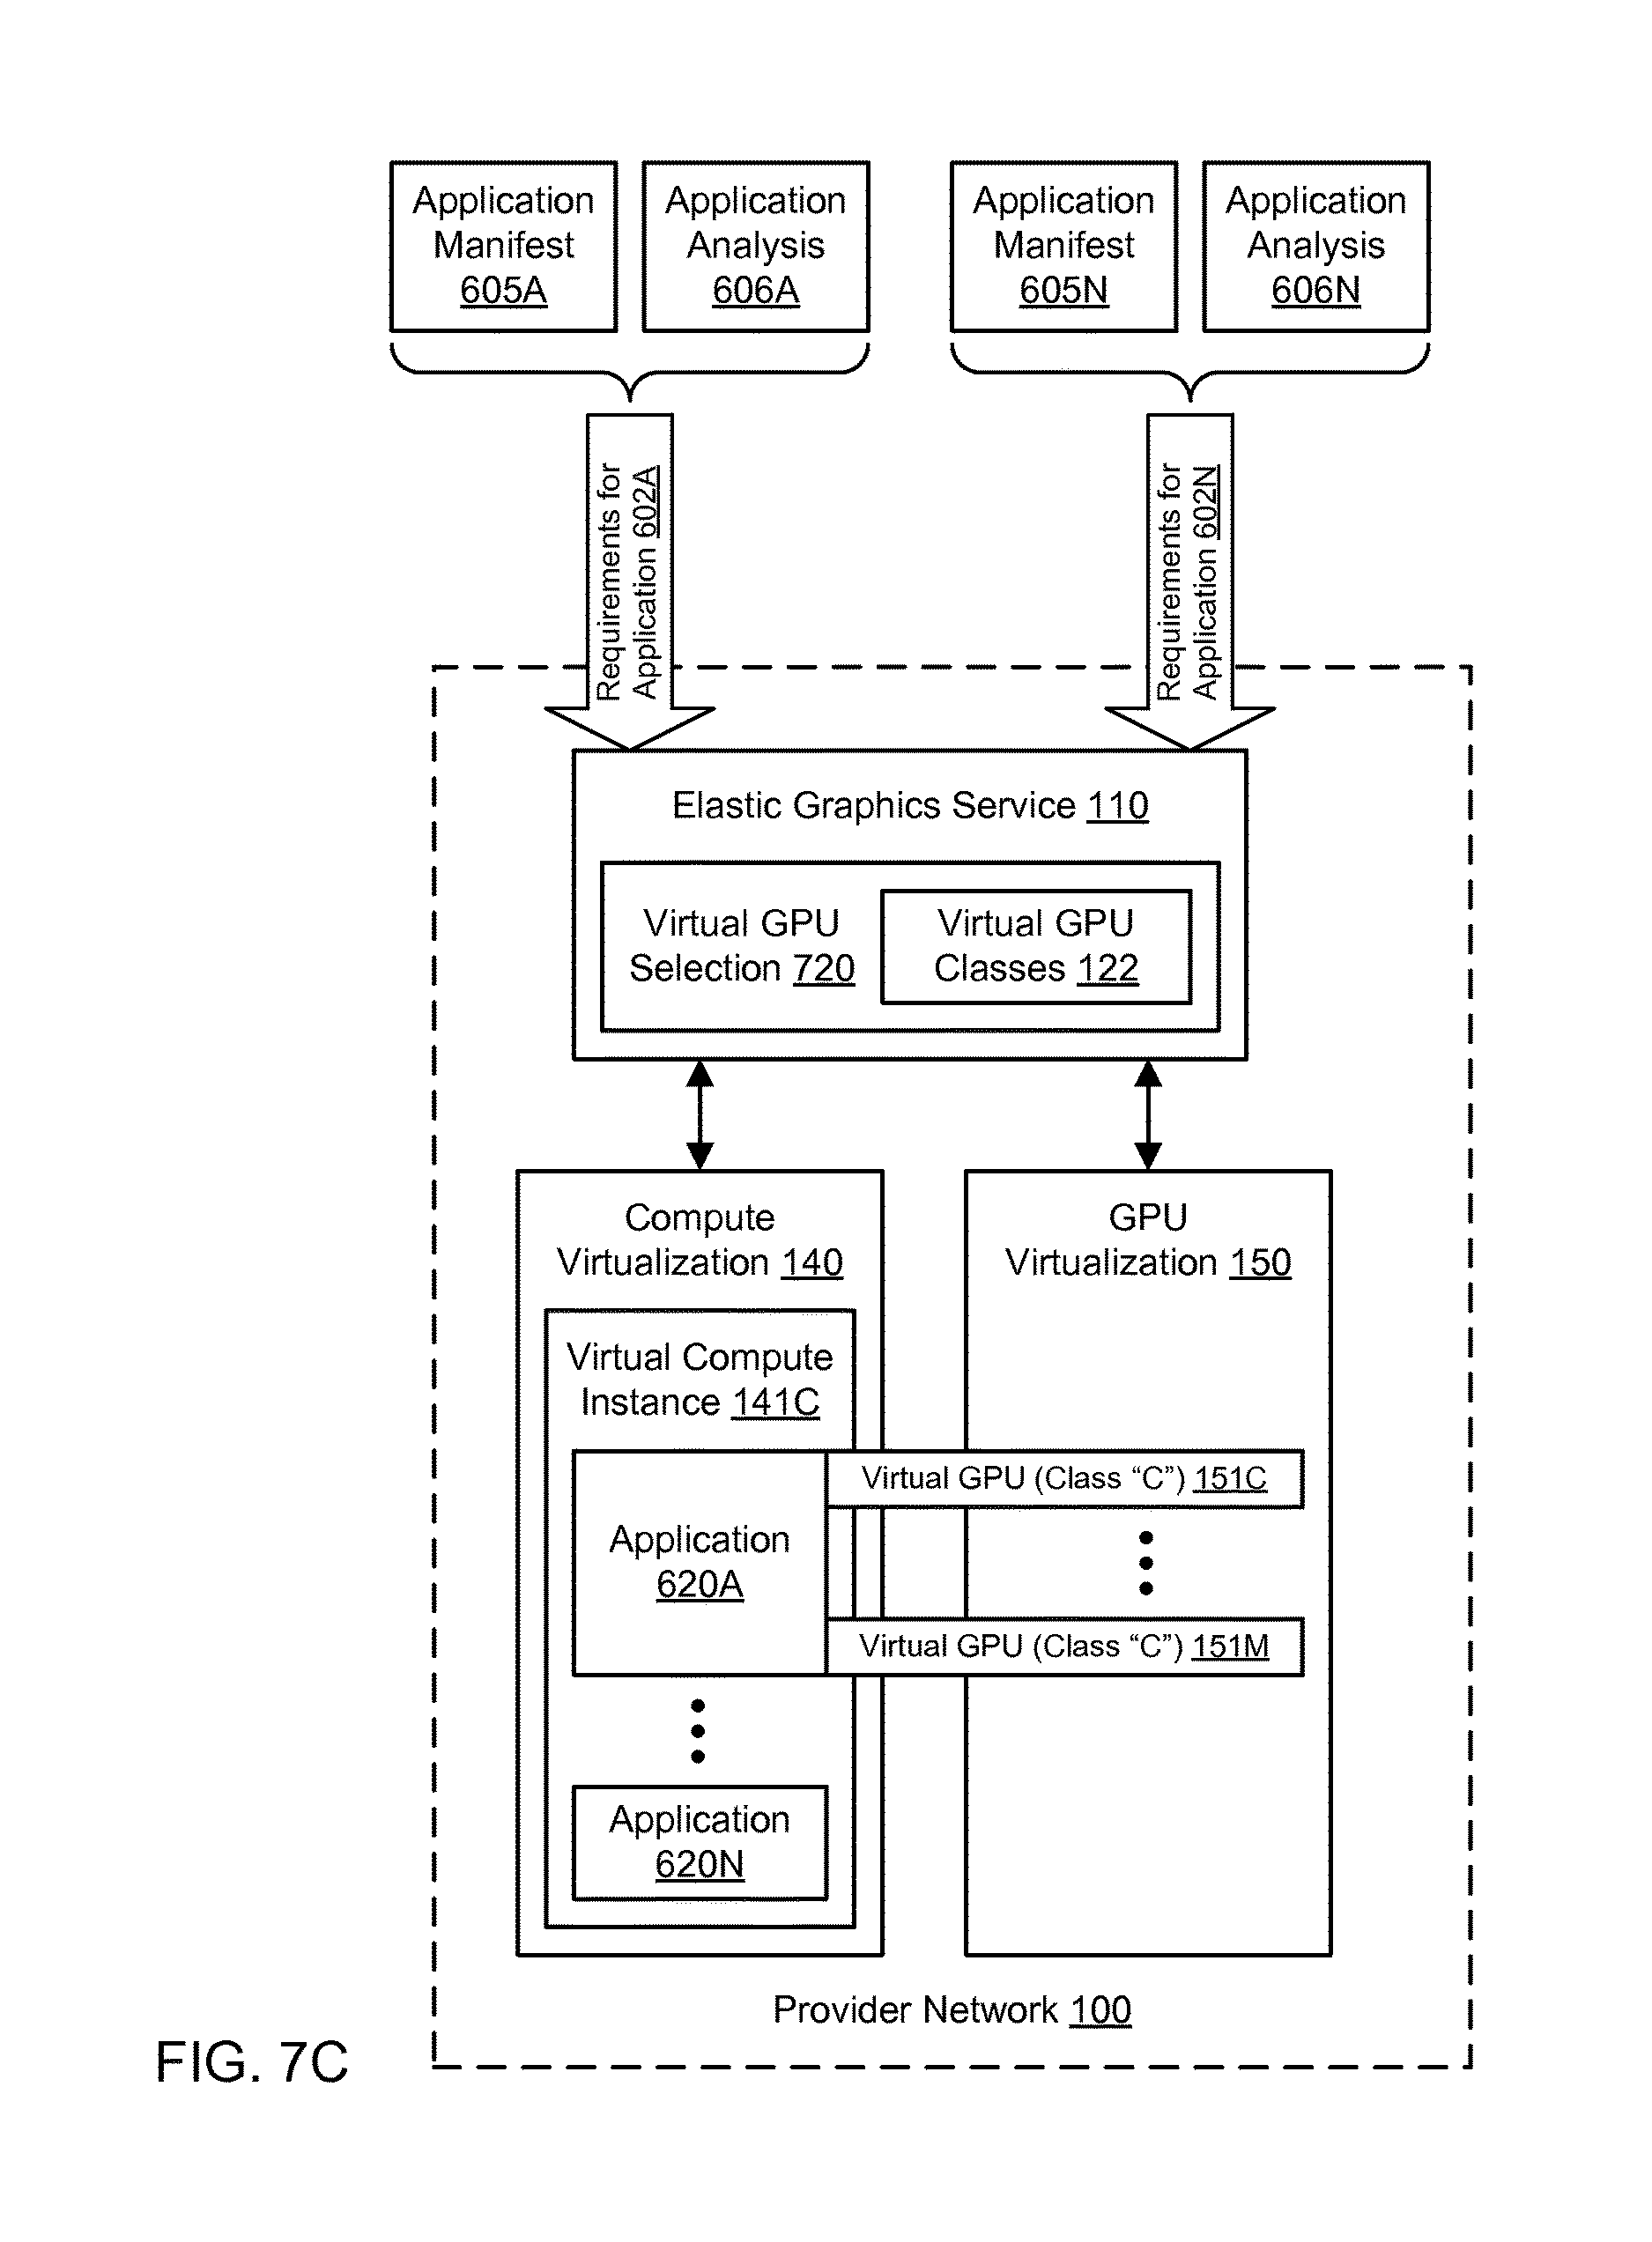 Application
Manifest
605A
Application
Analysis
606A
Application
Manifest
605N
Application
Analysis
606N
Requirements for
Application 602A
Requirements for
Application 602N
Elastic Graphics Service 110
Virtual GPU
Selection 720
Virtual GPU
Classes 122
Compute
Virtualization 140
GPU
Virtualization 150
Virtual Compute
Instance 141C
Virtual GPU (Class “C”) 151C
Application
620A
Virtual GPU (Class “C”) 151M
Application
620N
Provider Network 100
FIG. 7C